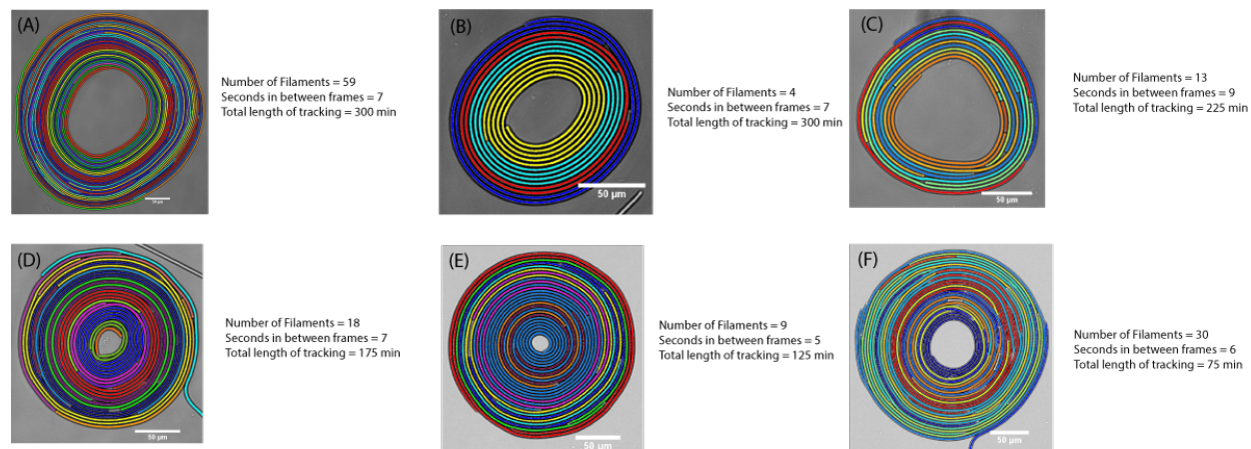 (A)
Number of Filaments = 59
Seconds in between frames = 7
Total length of tracking = 300 min
50 µm
(B)
Number of Filaments = 4
Seconds in between frames = 7
Total length of tracking = 300 min
50 µm
(C)
Number of Filaments = 13
Seconds in between frames = 9
Total length of tracking = 225 min
50 µm
(D)
Number of Filaments = 18
Seconds in between frames = 7
Total length of tracking = 175 min
50 µm
(E)
Number of Filaments = 9
Seconds in between frames = 5
Total length of tracking = 125 min
50 µm
(F)
Number of Filaments = 30
Seconds in between frames = 6
Total length of tracking = 75 min
50 µm